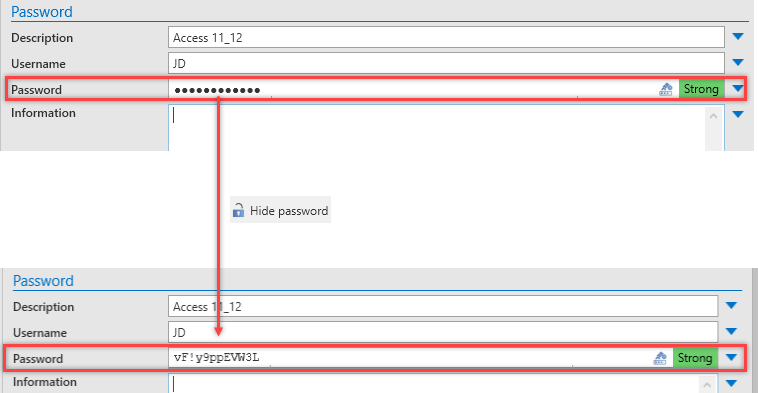 Password
Description Access 11_12
Username JD
Password ●●●●●●●●●●●● Strong
Information
Hide password
Password
Description Access 11_12
Username JD
Password vF!y9ppEVW3L Strong
Information